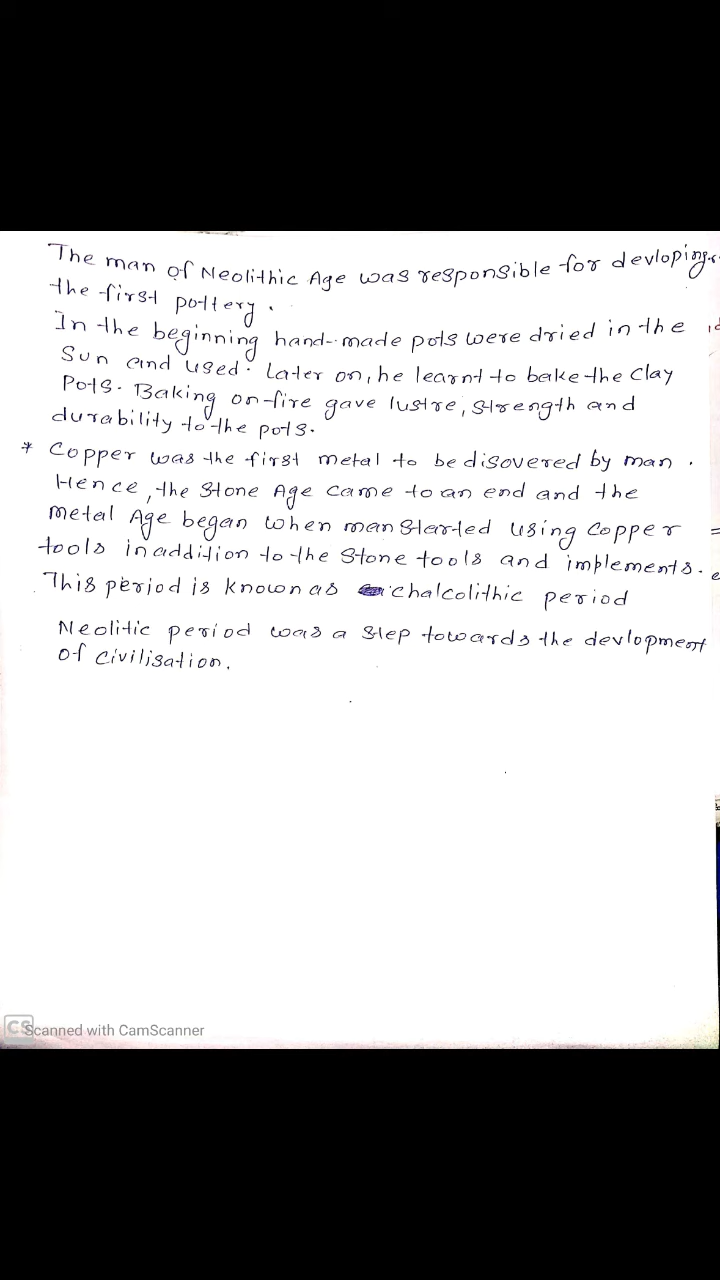 The man of Neolithic Age was responsible for devloping
the first pottery.
In the beginning hand-made pots were dried in the
Sun and used. Later on, he learnt to bake the clay
Pots. Baking on-fire gave lustre, strength and
durability to the pots.
* Copper was the first metal to be disovered by man.
Hence, the Stone Age came to an end and the
metal Age began when man started using Copper
tools in addition to the Stone tools and implements.
This period is known as chalcolithic period
Neolitic period was a step towards the devlopment
of civilisation.
CS Scanned with CamScanner